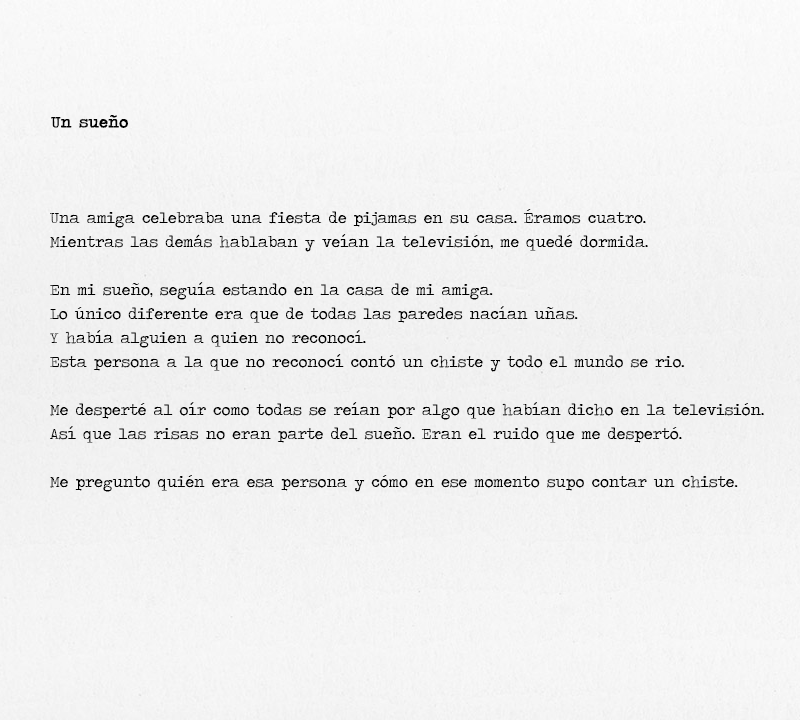 Un sueño
Una amiga celebraba una fiesta de pijamas en su casa. Éramos cuatro.
Mientras las demás hablaban y veían la televisión, me quedé dormida.
En mi sueño, seguía estando en la casa de mi amiga.
Lo único diferente era que de todas las paredes nacían uñas.
Y había alguien a quien no reconocí.
Esta persona a la que no reconocí contó un chiste y todo el mundo se rio.
Me desperté al oír como todas se reían por algo que habían dicho en la televisión.
Así que las risas no eran parte del sueño. Eran el ruido que me despertó.
Me pregunto quién era esa persona y cómo en ese momento supo contar un chiste.